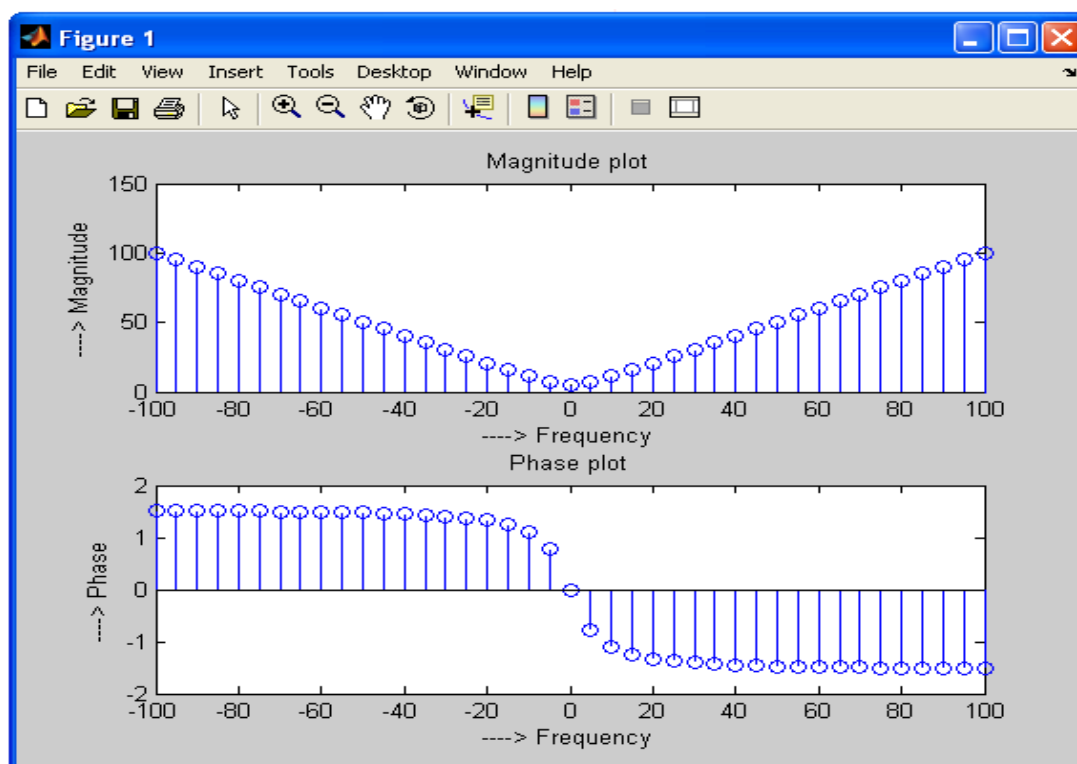 Figure 1
File Edit View Insert Tools Desktop Window Help
Magnitude plot
150
100
50
0
----> Magnitude
-100 -80 -60 -40 -20 0 20 40 60 80 100
----> Frequency
Phase plot
2
1
0
-1
-2
----> Phase
-100 -80 -60 -40 -20 0 20 40 60 80 100
----> Frequency